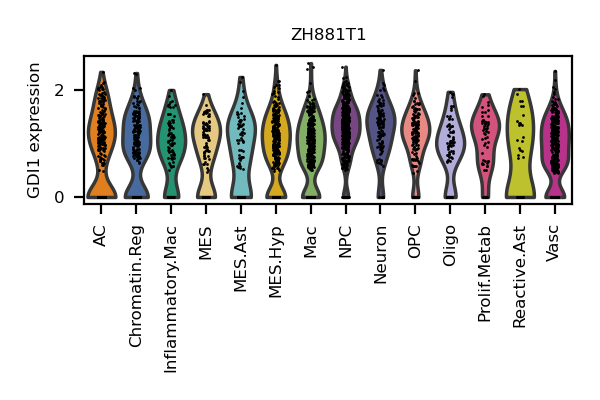 ZH881T1
GDI1 expression
2
0
AC
Chromatin.Reg
Inflammatory.Mac
MES
MES.Ast
MES.Hyp
Mac
NPC
Neuron
OPC
Oligo
Prolif.Metab
Reactive.Ast
Vasc